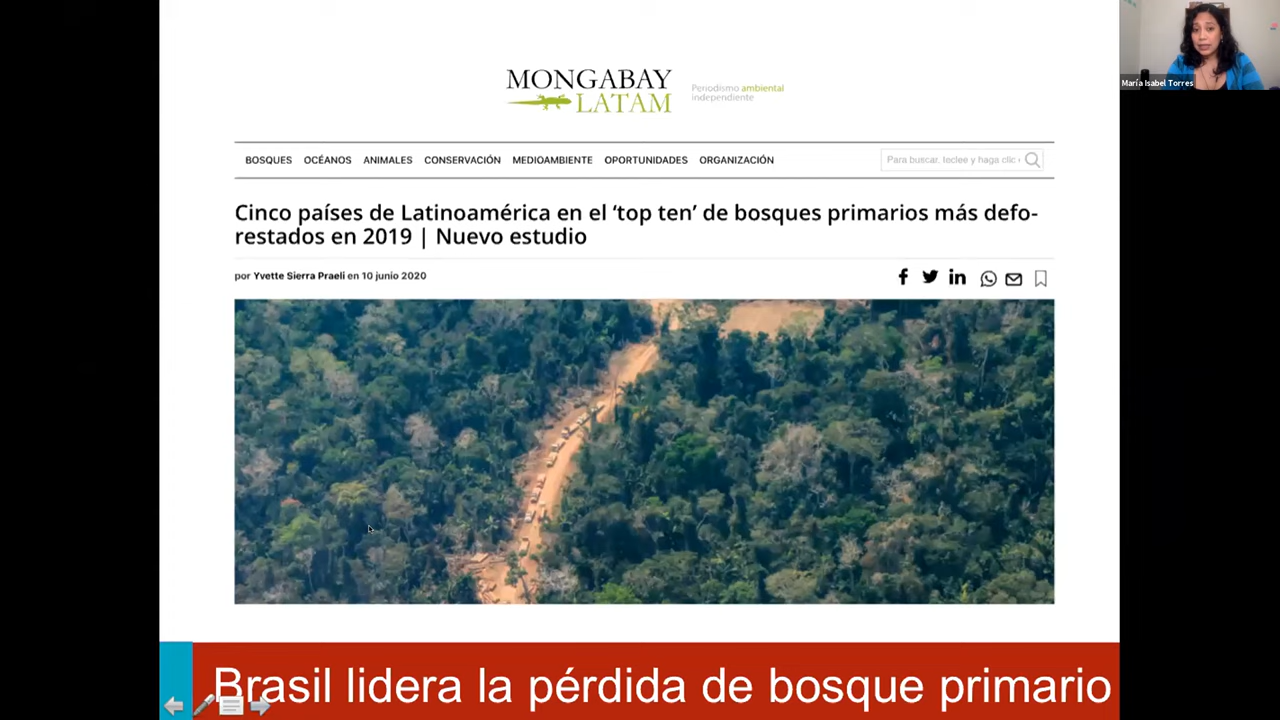 MONGABAY
LATAM
Periodismo ambiental
independiente
María Isabel Torres
BOSQUES OCÉANOS ANIMALES CONSERVACIÓN MEDIOAMBIENTE OPORTUNIDADES ORGANIZACIÓN
Para buscar, teclee y haga clic
Cinco países de Latinoamérica en el ‘top ten’ de bosques primarios más defo-
restados en 2019 | Nuevo estudio
por Yvette Sierra Praeli en 10 junio 2020
Brasil lidera la pérdida de bosque primario